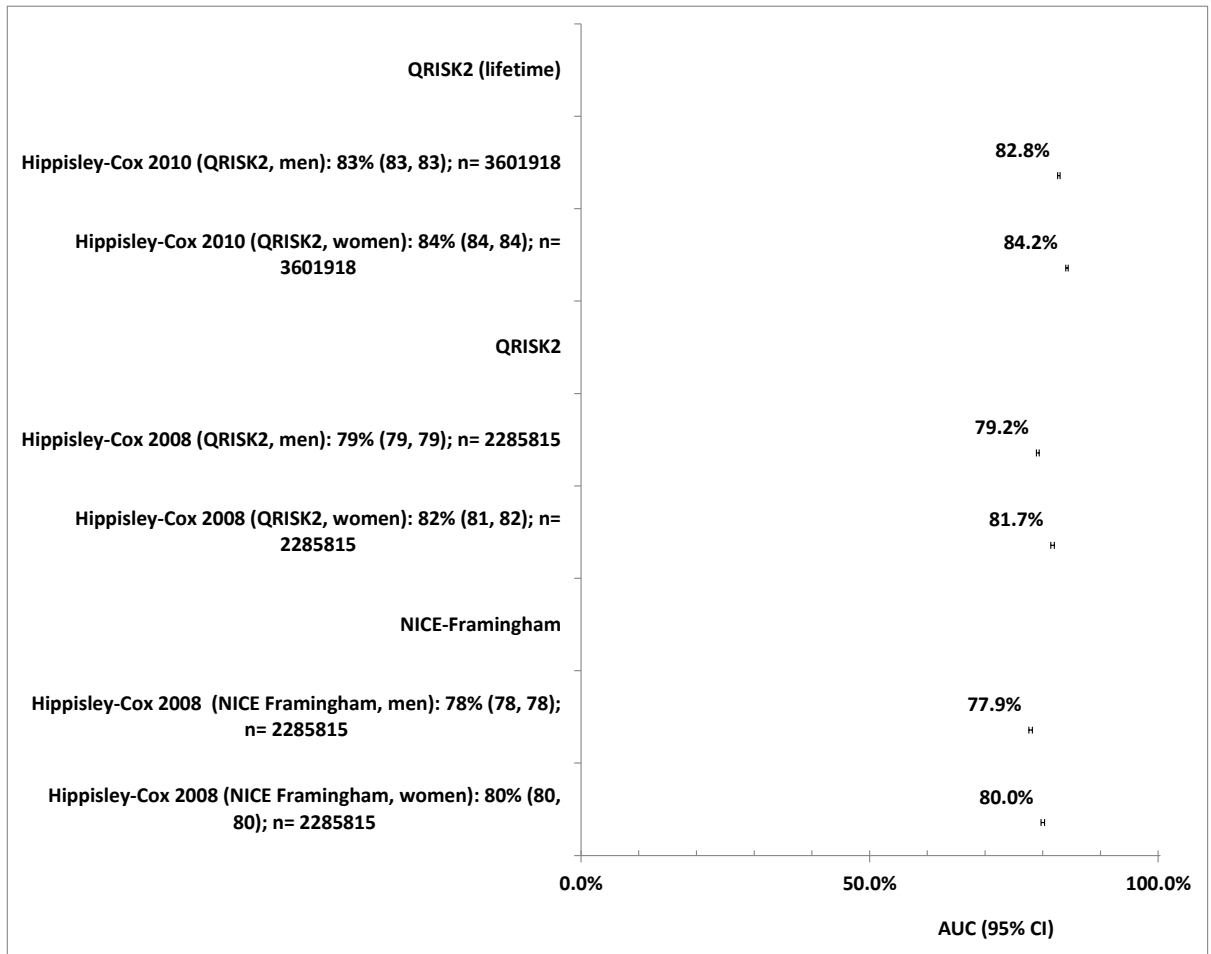 QRISK2 (lifetime)
Hippisley-Cox 2010 (QRISK2, men): 83% (83, 83); n= 3601918
82.8%
Hippisley-Cox 2010 (QRISK2, women): 84% (84, 84); n=
3601918
84.2%
QRISK2
Hippisley-Cox 2008 (QRISK2, men): 79% (79, 79); n= 2285815
79.2%
Hippisley-Cox 2008 (QRISK2, women): 82% (81, 82); n=
2285815
81.7%
NICE-Framingham
Hippisley-Cox 2008  (NICE Framingham, men): 78% (78, 78);
n= 2285815
77.9%
Hippisley-Cox 2008 (NICE Framingham, women): 80% (80,
80); n= 2285815
80.0%
0.0% 50.0% 100.0%
AUC (95% CI)